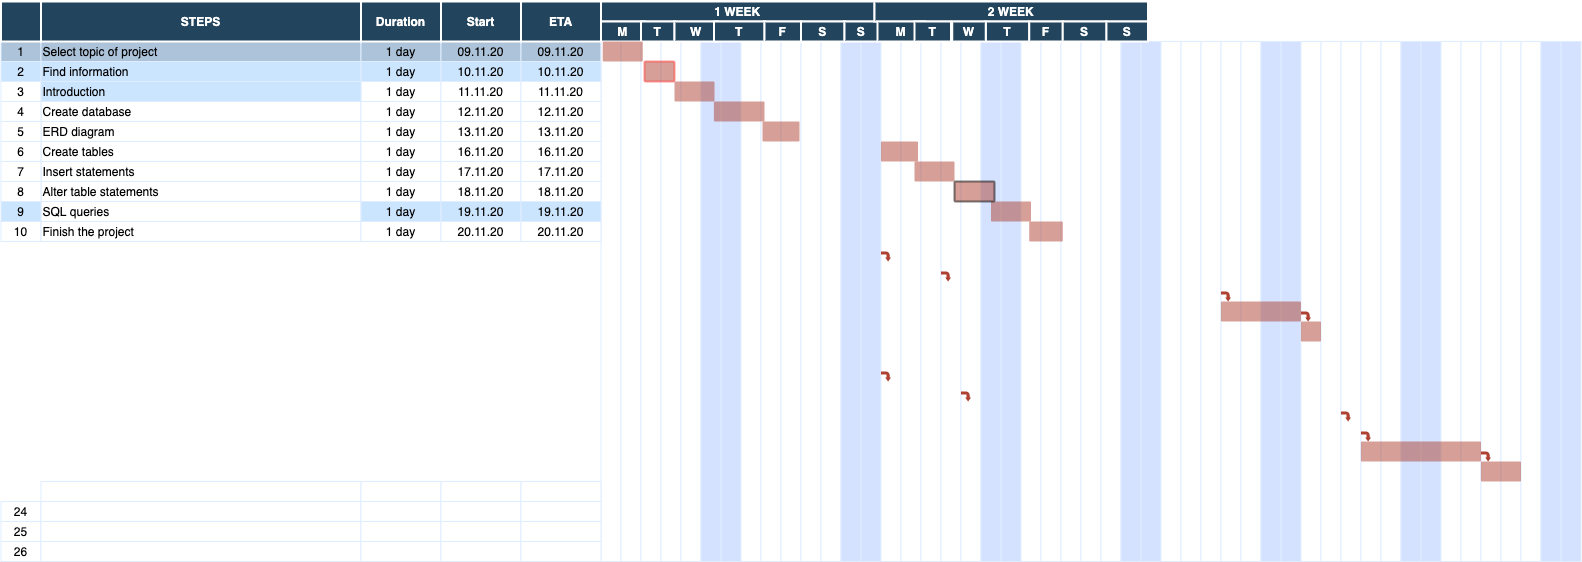 1 WEEK 2 WEEK
STEPS Duration Start ETA
M T W T F S S M T W T F S S
1 Select topic of project 1 day 09.11.20 09.11.20
2 Find information 1 day 10.11.20 10.11.20
3 Introduction 1 day 11.11.20 11.11.20
4 Create database 1 day 12.11.20 12.11.20
5 ERD diagram 1 day 13.11.20 13.11.20
6 Create tables 1 day 16.11.20 16.11.20
7 Insert statements 1 day 17.11.20 17.11.20
8 Alter table statements 1 day 18.11.20 18.11.20
9 SQL queries 1 day 19.11.20 19.11.20
10 Finish the project 1 day 20.11.20 20.11.20
24
25
26